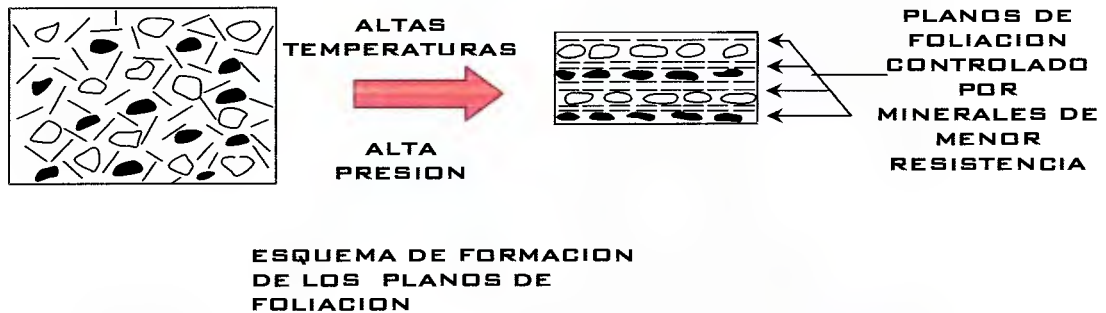 ALTAS
TEMPERATURAS
ALTA
PRESION
PLANOS DE
FOLIACION
CONTROLADO
POR
MINERALES DE
MENOR
RESISTENCIA
ESQUEMA DE FORMACION
DE LOS PLANOS DE
FOLIACION